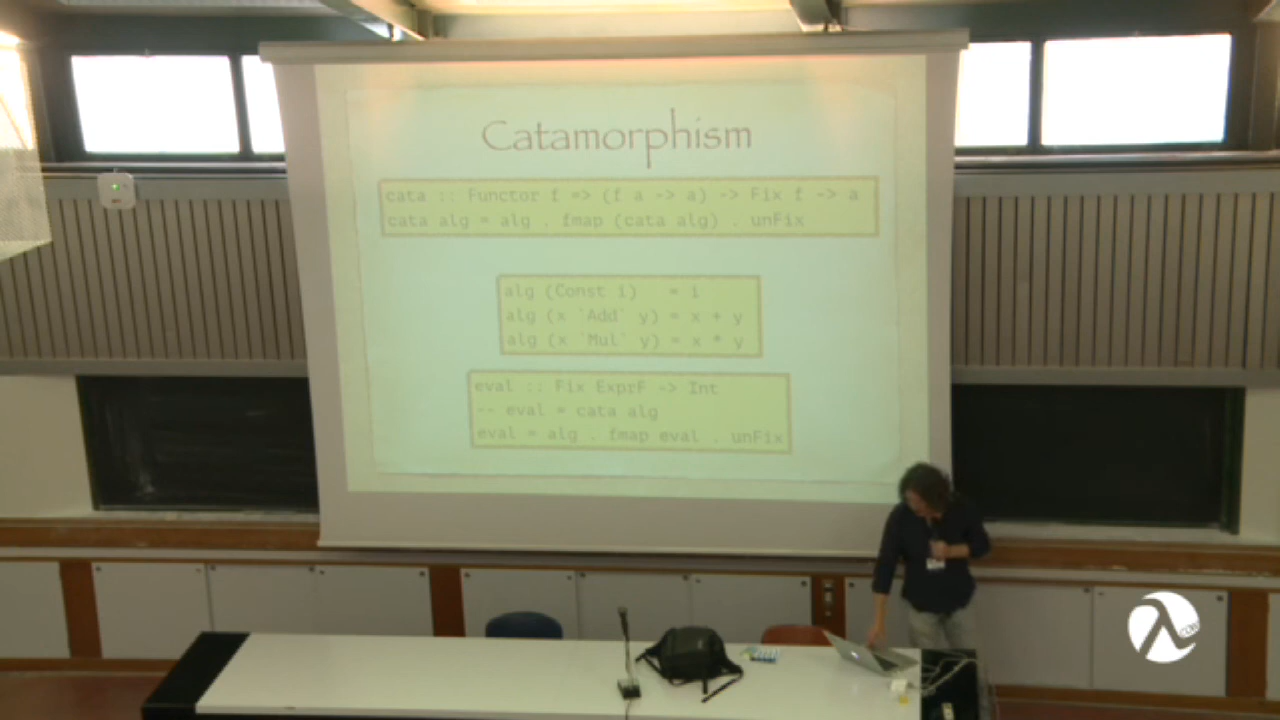 Catamorphism
cata :: Functor f => (f a -> a) -> Fix f -> a
cata alg = alg . fmap (cata alg) . unFix
alg (Const i)   = i
alg (x `Add` y) = x + y
alg (x `Mul` y) = x * y
eval :: Fix ExprF -> Int
-- eval = cata alg
eval = alg . fmap eval . unFix
λ
CON